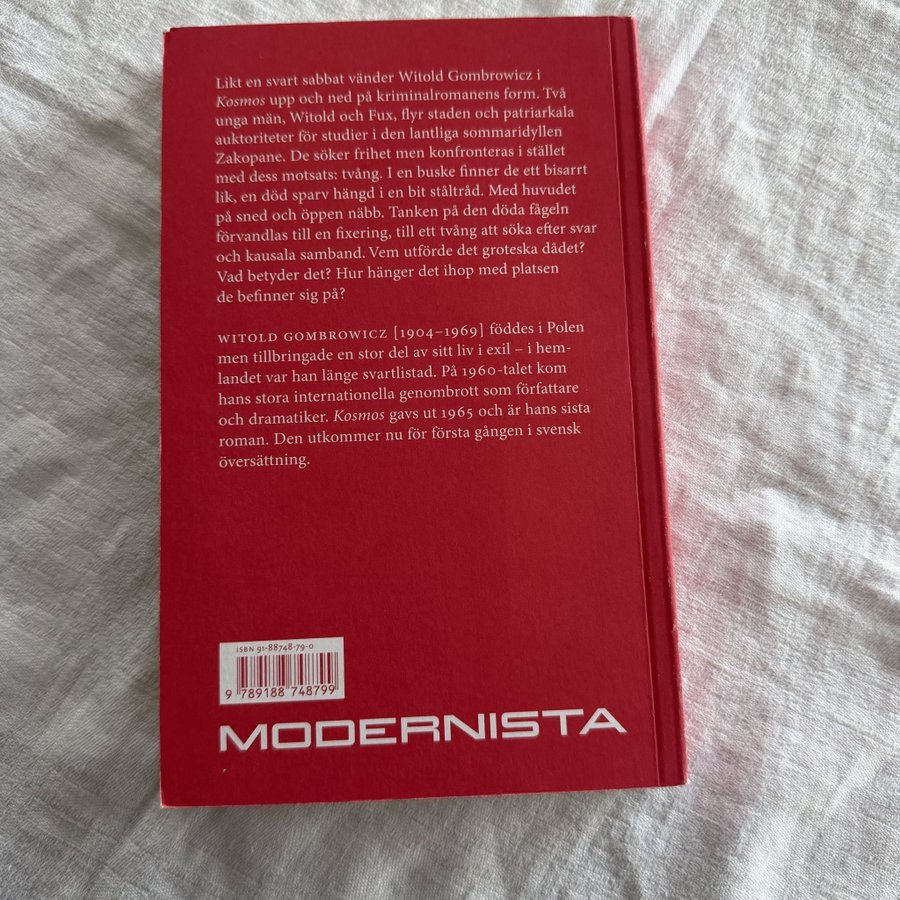 Likt en svart sabbat vänder Witold Gombrowicz i
Kosmos upp och ned på kriminalromanens form. Två
unga män, Witold och Fux, flyr staden och patriarkala
auktoriteter för studier i den lantliga sommaridyllen
Zakopane. De söker frihet men konfronteras i stället
med dess motsats: tvång. I en buske finner de ett bisarrt
lik, en död sparv hängd i en bit ståltråd. Med huvudet
på sned och öppen näbb. Tanken på den döda fågeln
förvandlas till en fixering, till ett tvång att söka efter svar
och kausala samband. Vem utförde det groteska dådet?
Vad betyder det? Hur hänger det ihop med platsen
de befinner sig på?
WITOLD GOMBROWICZ [1904–1969] föddes i Polen
men tillbringade en stor del av sitt liv i exil – i hem-
landet var han länge svartlistad. På 1960-talet kom
hans stora internationella genombrott som författare
och dramatiker. Kosmos gavs ut 1965 och är hans sista
roman. Den utkommer nu för första gången i svensk
översättning.
ISBN 91-88748-79-0
9 789188 748799
MODERNISTA